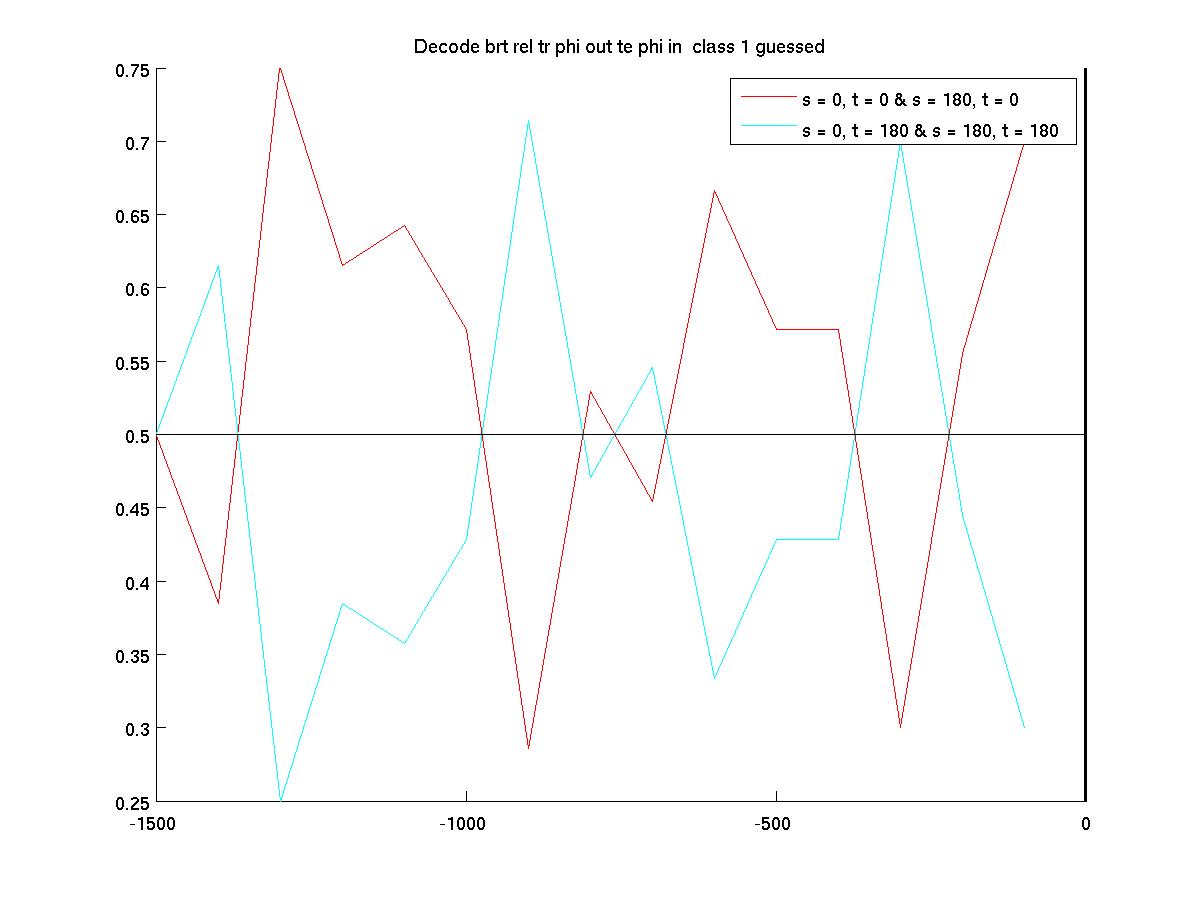 Decode brt rel tr phi out te phi in  class 1 guessed
s = 0, t = 0 & s = 180, t = 0
s = 0, t = 180 & s = 180, t = 180
0.75
0.7
0.65
0.6
0.55
0.5
0.45
0.4
0.35
0.3
0.25
-1500 -1000 -500 0